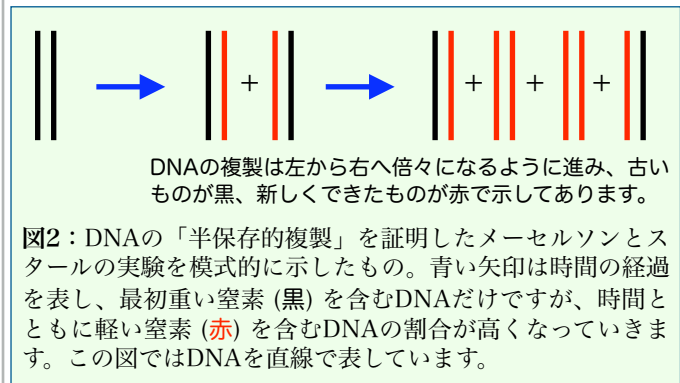 + + + +
DNAの複製は左から右へ倍々になるように進み、古い
ものが黒、新しくできたものが赤で示してあります。
図2：DNAの「半保存的複製」を証明したメーセルソンとス
タールの実験を模式的に示したもの。青い矢印は時間の経過
を表し、最初重い窒素 (黒) を含むDNAだけですが、時間と
ともに軽い窒素 (赤) を含むDNAの割合が高くなっていきま
す。この図ではDNAを直線で表しています。